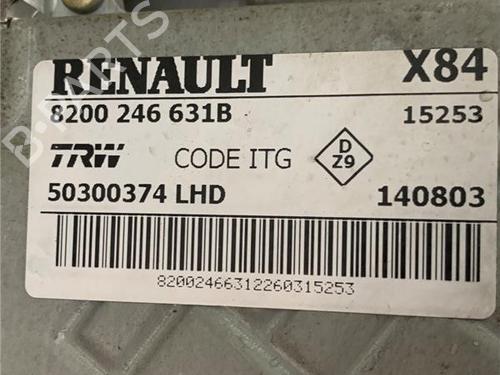 RENAULT X84
8200 246 631B 15253
TRW CODE ITG D Z9
50300374 LHD 140803
82002466312260315253
B-PARTS